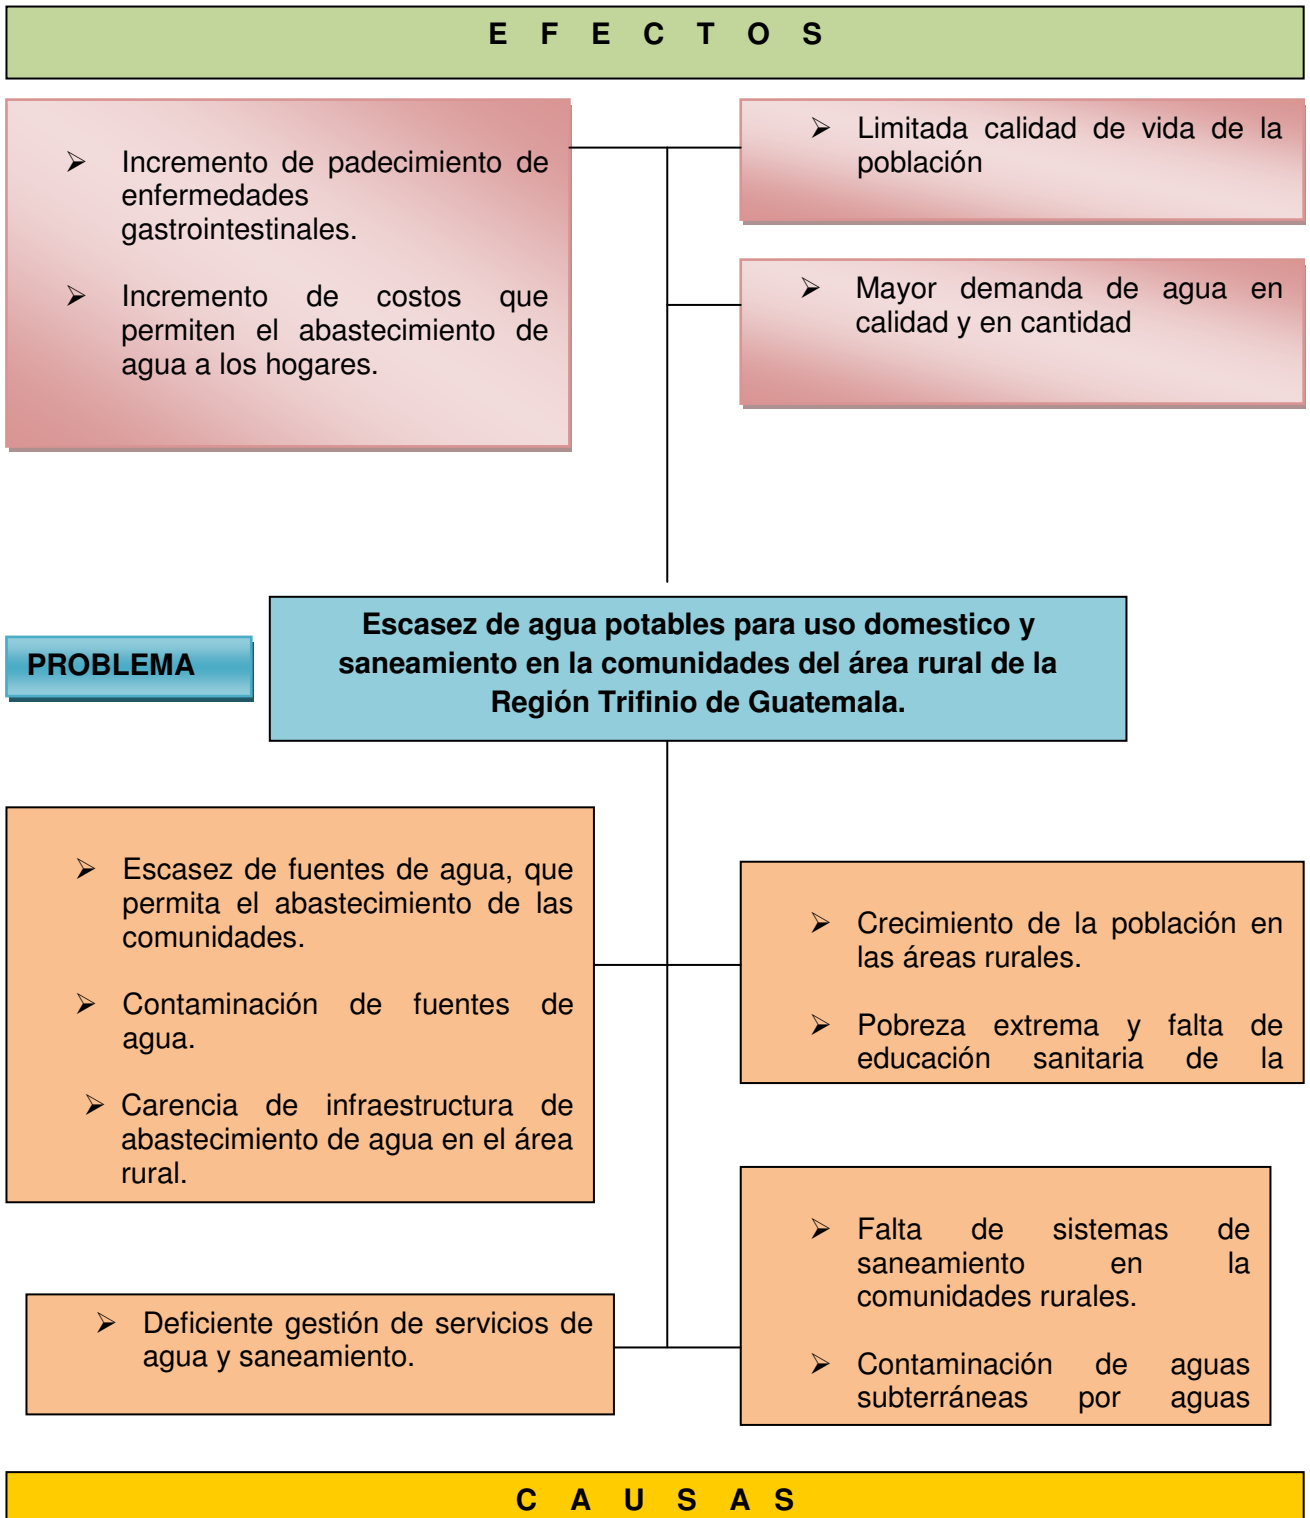 E F E C T O S
➢ Incremento de padecimiento de
enfermedades
gastrointestinales.
➢ Incremento de costos que
permiten el abastecimiento de
agua a los hogares.
➢ Limitada calidad de vida de la
población
➢ Mayor demanda de agua en
calidad y en cantidad
PROBLEMA
Escasez de agua potables para uso domestico y
saneamiento en la comunidades del área rural de la
Región Trifinio de Guatemala.
➢ Escasez de fuentes de agua, que
permita el abastecimiento de las
comunidades.
➢ Contaminación de fuentes de
agua.
➢ Carencia de infraestructura de
abastecimiento de agua en el área
rural.
➢ Crecimiento de la población en
las áreas rurales.
➢ Pobreza extrema y falta de
educación sanitaria de la
➢ Deficiente gestión de servicios de
agua y saneamiento.
➢ Falta de sistemas de
saneamiento en la
comunidades rurales.
➢ Contaminación de aguas
subterráneas por aguas
C A U S A S